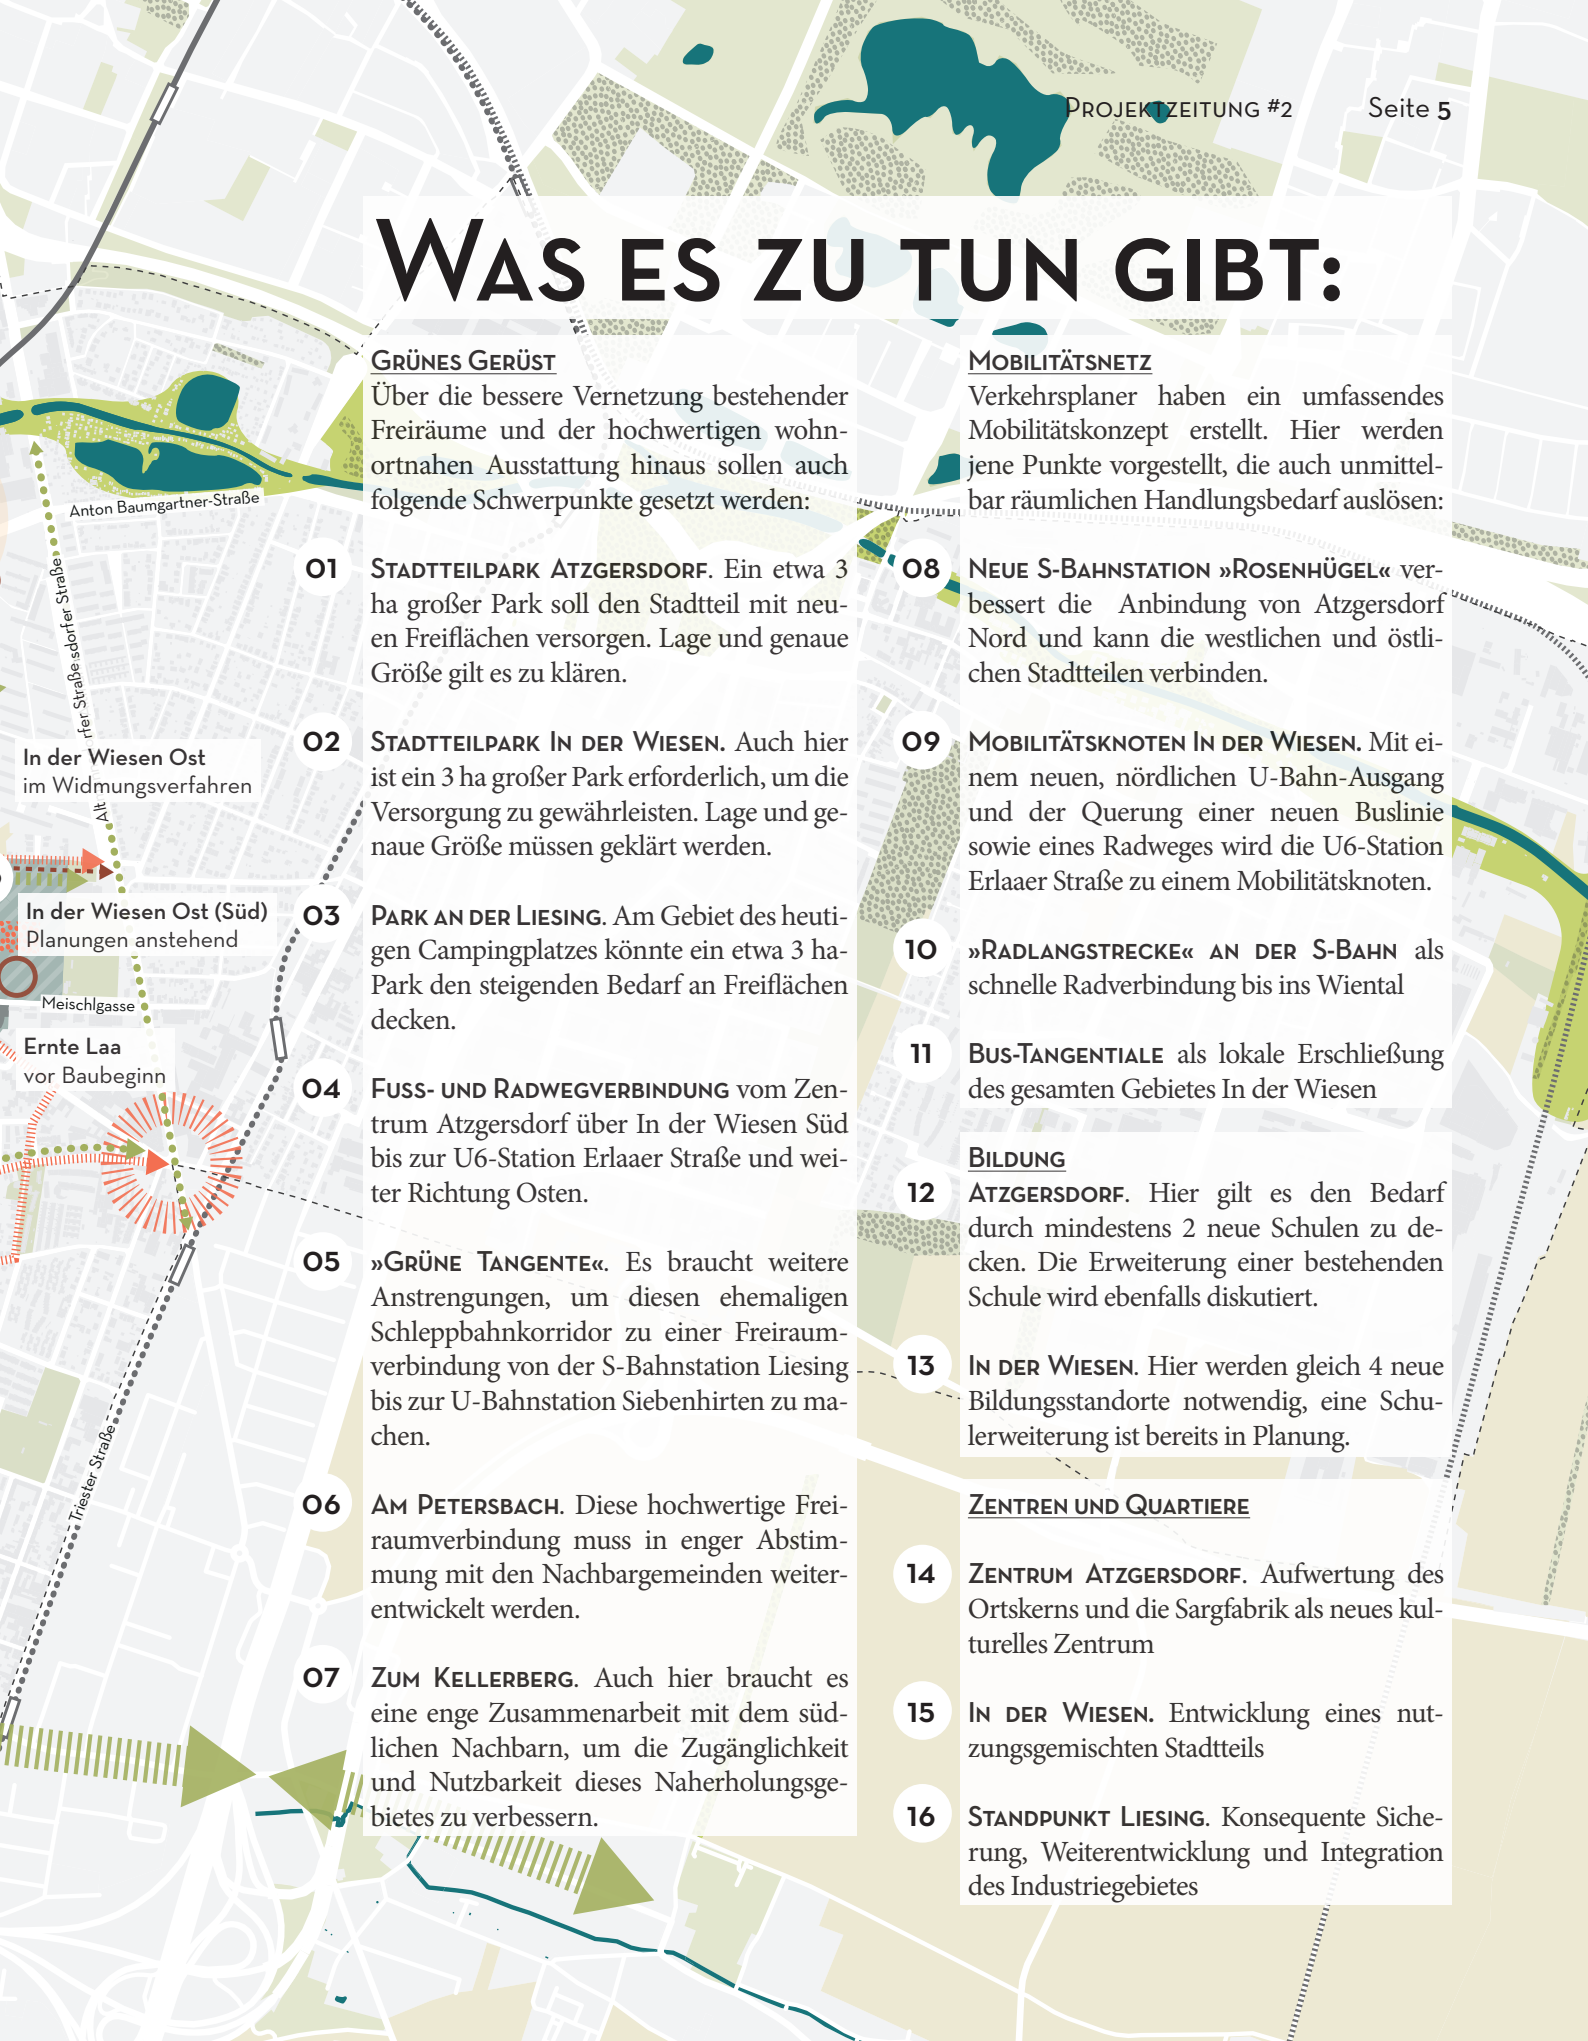 PROJEKTZEITUNG #2 Seite 5
WAS ES ZU TUN GIBT:
GRÜNES GERÜST
Über die bessere Vernetzung bestehender
Freiräume und der hochwertigen wohn-
ortnahen Ausstattung hinaus sollen auch
folgende Schwerpunkte gesetzt werden:
01 STADTTEILPARK ATZGERSDORF. Ein etwa 3
ha großer Park soll den Stadtteil mit neu-
en Freiflächen versorgen. Lage und genaue
Größe gilt es zu klären.
02 STADTTEILPARK IN DER WIESEN. Auch hier
ist ein 3 ha großer Park erforderlich, um die
Versorgung zu gewährleisten. Lage und ge-
naue Größe müssen geklärt werden.
03 PARK AN DER LIESING. Am Gebiet des heuti-
gen Campingplatzes könnte ein etwa 3 ha-
Park den steigenden Bedarf an Freiflächen
decken.
04 FUSS- UND RADWEGVERBINDUNG vom Zen-
trum Atzgersdorf über In der Wiesen Süd
bis zur U6-Station Erlaaer Straße und wei-
ter Richtung Osten.
05 »GRÜNE TANGENTE«. Es braucht weitere
Anstrengungen, um diesen ehemaligen
Schleppbahnkorridor zu einer Freiraum-
verbindung von der S-Bahnstation Liesing
bis zur U-Bahnstation Siebenhirten zu ma-
chen.
06 AM PETERSBACH. Diese hochwertige Frei-
raumverbindung muss in enger Abstim-
mung mit den Nachbargemeinden weiter-
entwickelt werden.
07 ZUM KELLERBERG. Auch hier braucht es
eine enge Zusammenarbeit mit dem süd-
lichen Nachbarn, um die Zugänglichkeit
und Nutzbarkeit dieses Naherholungsge-
bietes zu verbessern.
MOBILITÄTSNETZ
Verkehrsplaner haben ein umfassendes
Mobilitätskonzept erstellt. Hier werden
jene Punkte vorgestellt, die auch unmittel-
bar räumlichen Handlungsbedarf auslösen:
08 NEUE S-BAHNSTATION »ROSENHÜGEL« ver-
bessert die Anbindung von Atzgersdorf
Nord und kann die westlichen und östli-
chen Stadtteilen verbinden.
09 MOBILITÄTSKNOTEN IN DER WIESEN. Mit ei-
nem neuen, nördlichen U-Bahn-Ausgang
und der Querung einer neuen Buslinie
sowie eines Radweges wird die U6-Station
Erlaaer Straße zu einem Mobilitätsknoten.
10 »RADLANGSTRECKE« AN DER S-BAHN als
schnelle Radverbindung bis ins Wiental
11 BUS-TANGENTIALE als lokale Erschließung
des gesamten Gebietes In der Wiesen
BILDUNG
12 ATZGERSDORF. Hier gilt es den Bedarf
durch mindestens 2 neue Schulen zu de-
cken. Die Erweiterung einer bestehenden
Schule wird ebenfalls diskutiert.
13 IN DER WIESEN. Hier werden gleich 4 neue
Bildungsstandorte notwendig, eine Schu-
lerweiterung ist bereits in Planung.
ZENTREN UND QUARTIERE
14 ZENTRUM ATZGERSDORF. Aufwertung des
Ortskerns und die Sargfabrik als neues kul-
turelles Zentrum
15 IN DER WIESEN. Entwicklung eines nut-
zungsgemischten Stadtteils
16 STANDPUNKT LIESING. Konsequente Siche-
rung, Weiterentwicklung und Integration
des Industriegebietes
Anton Baumgartner-Straße
In der Wiesen Ost
im Widmungsverfahren
In der Wiesen Ost (Süd)
Planungen anstehend
Meischlgasse
Ernte Laa
vor Baubeginn
Triester Straße